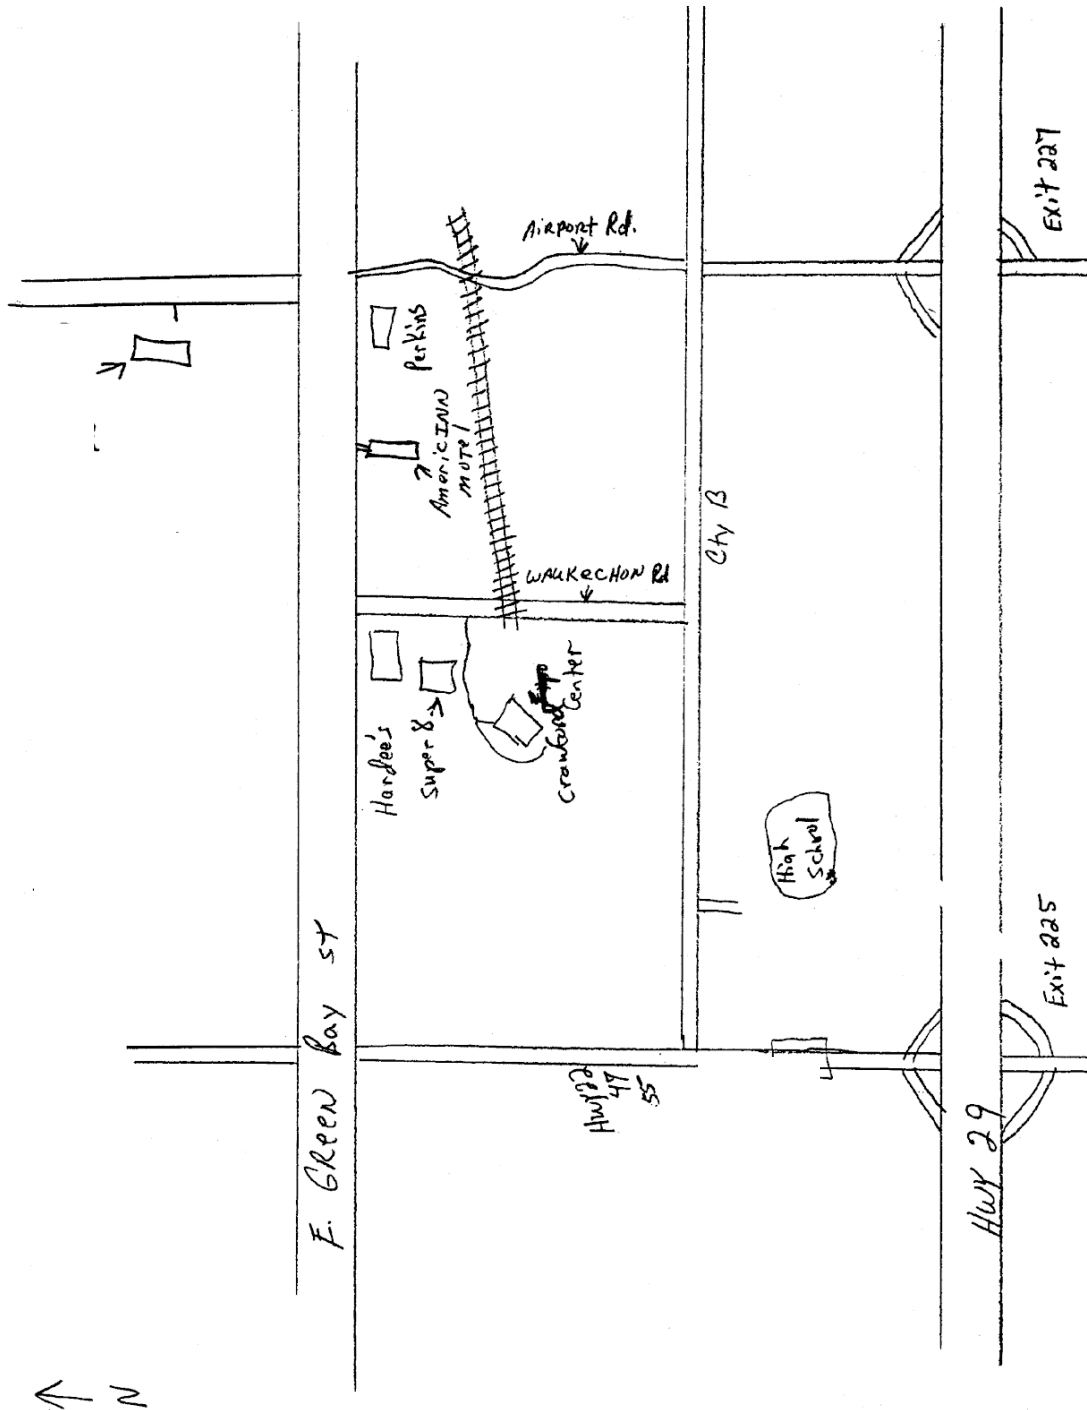 N
E. GREEN Bay ST
Hardee's
Super 8
Crawford
Center
AmericINN
MOTEl
Perkins
AiRPORT Rd.
WAUKECHON Rd
Hwy 22
47
55
Cty B
High
School
HWY 29
Exit 225
Exit 227